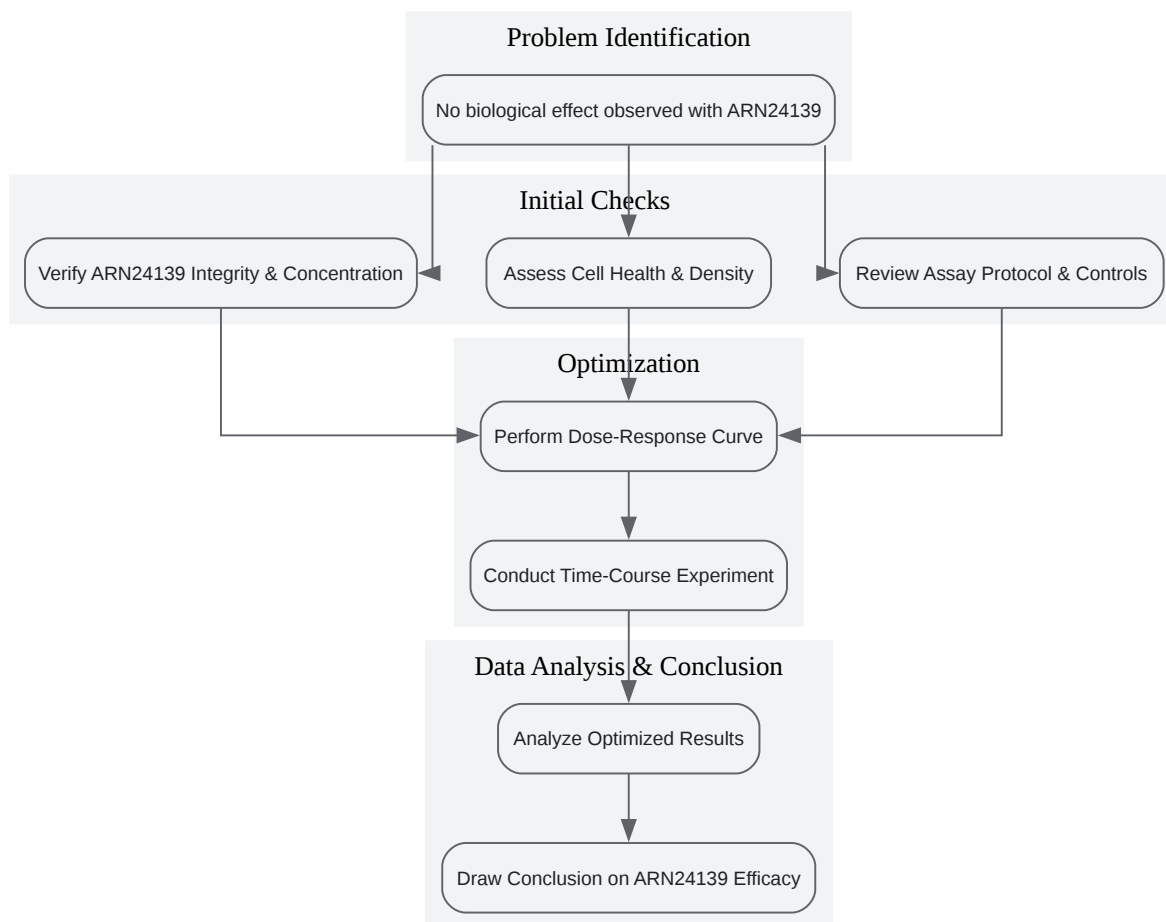 Problem Identification
No biological effect observed with ARN24139
Initial Checks
Verify ARN24139 Integrity & Concentration
Assess Cell Health & Density
Review Assay Protocol & Controls
Optimization
Perform Dose-Response Curve
Conduct Time-Course Experiment
Data Analysis & Conclusion
Analyze Optimized Results
Draw Conclusion on ARN24139 Efficacy